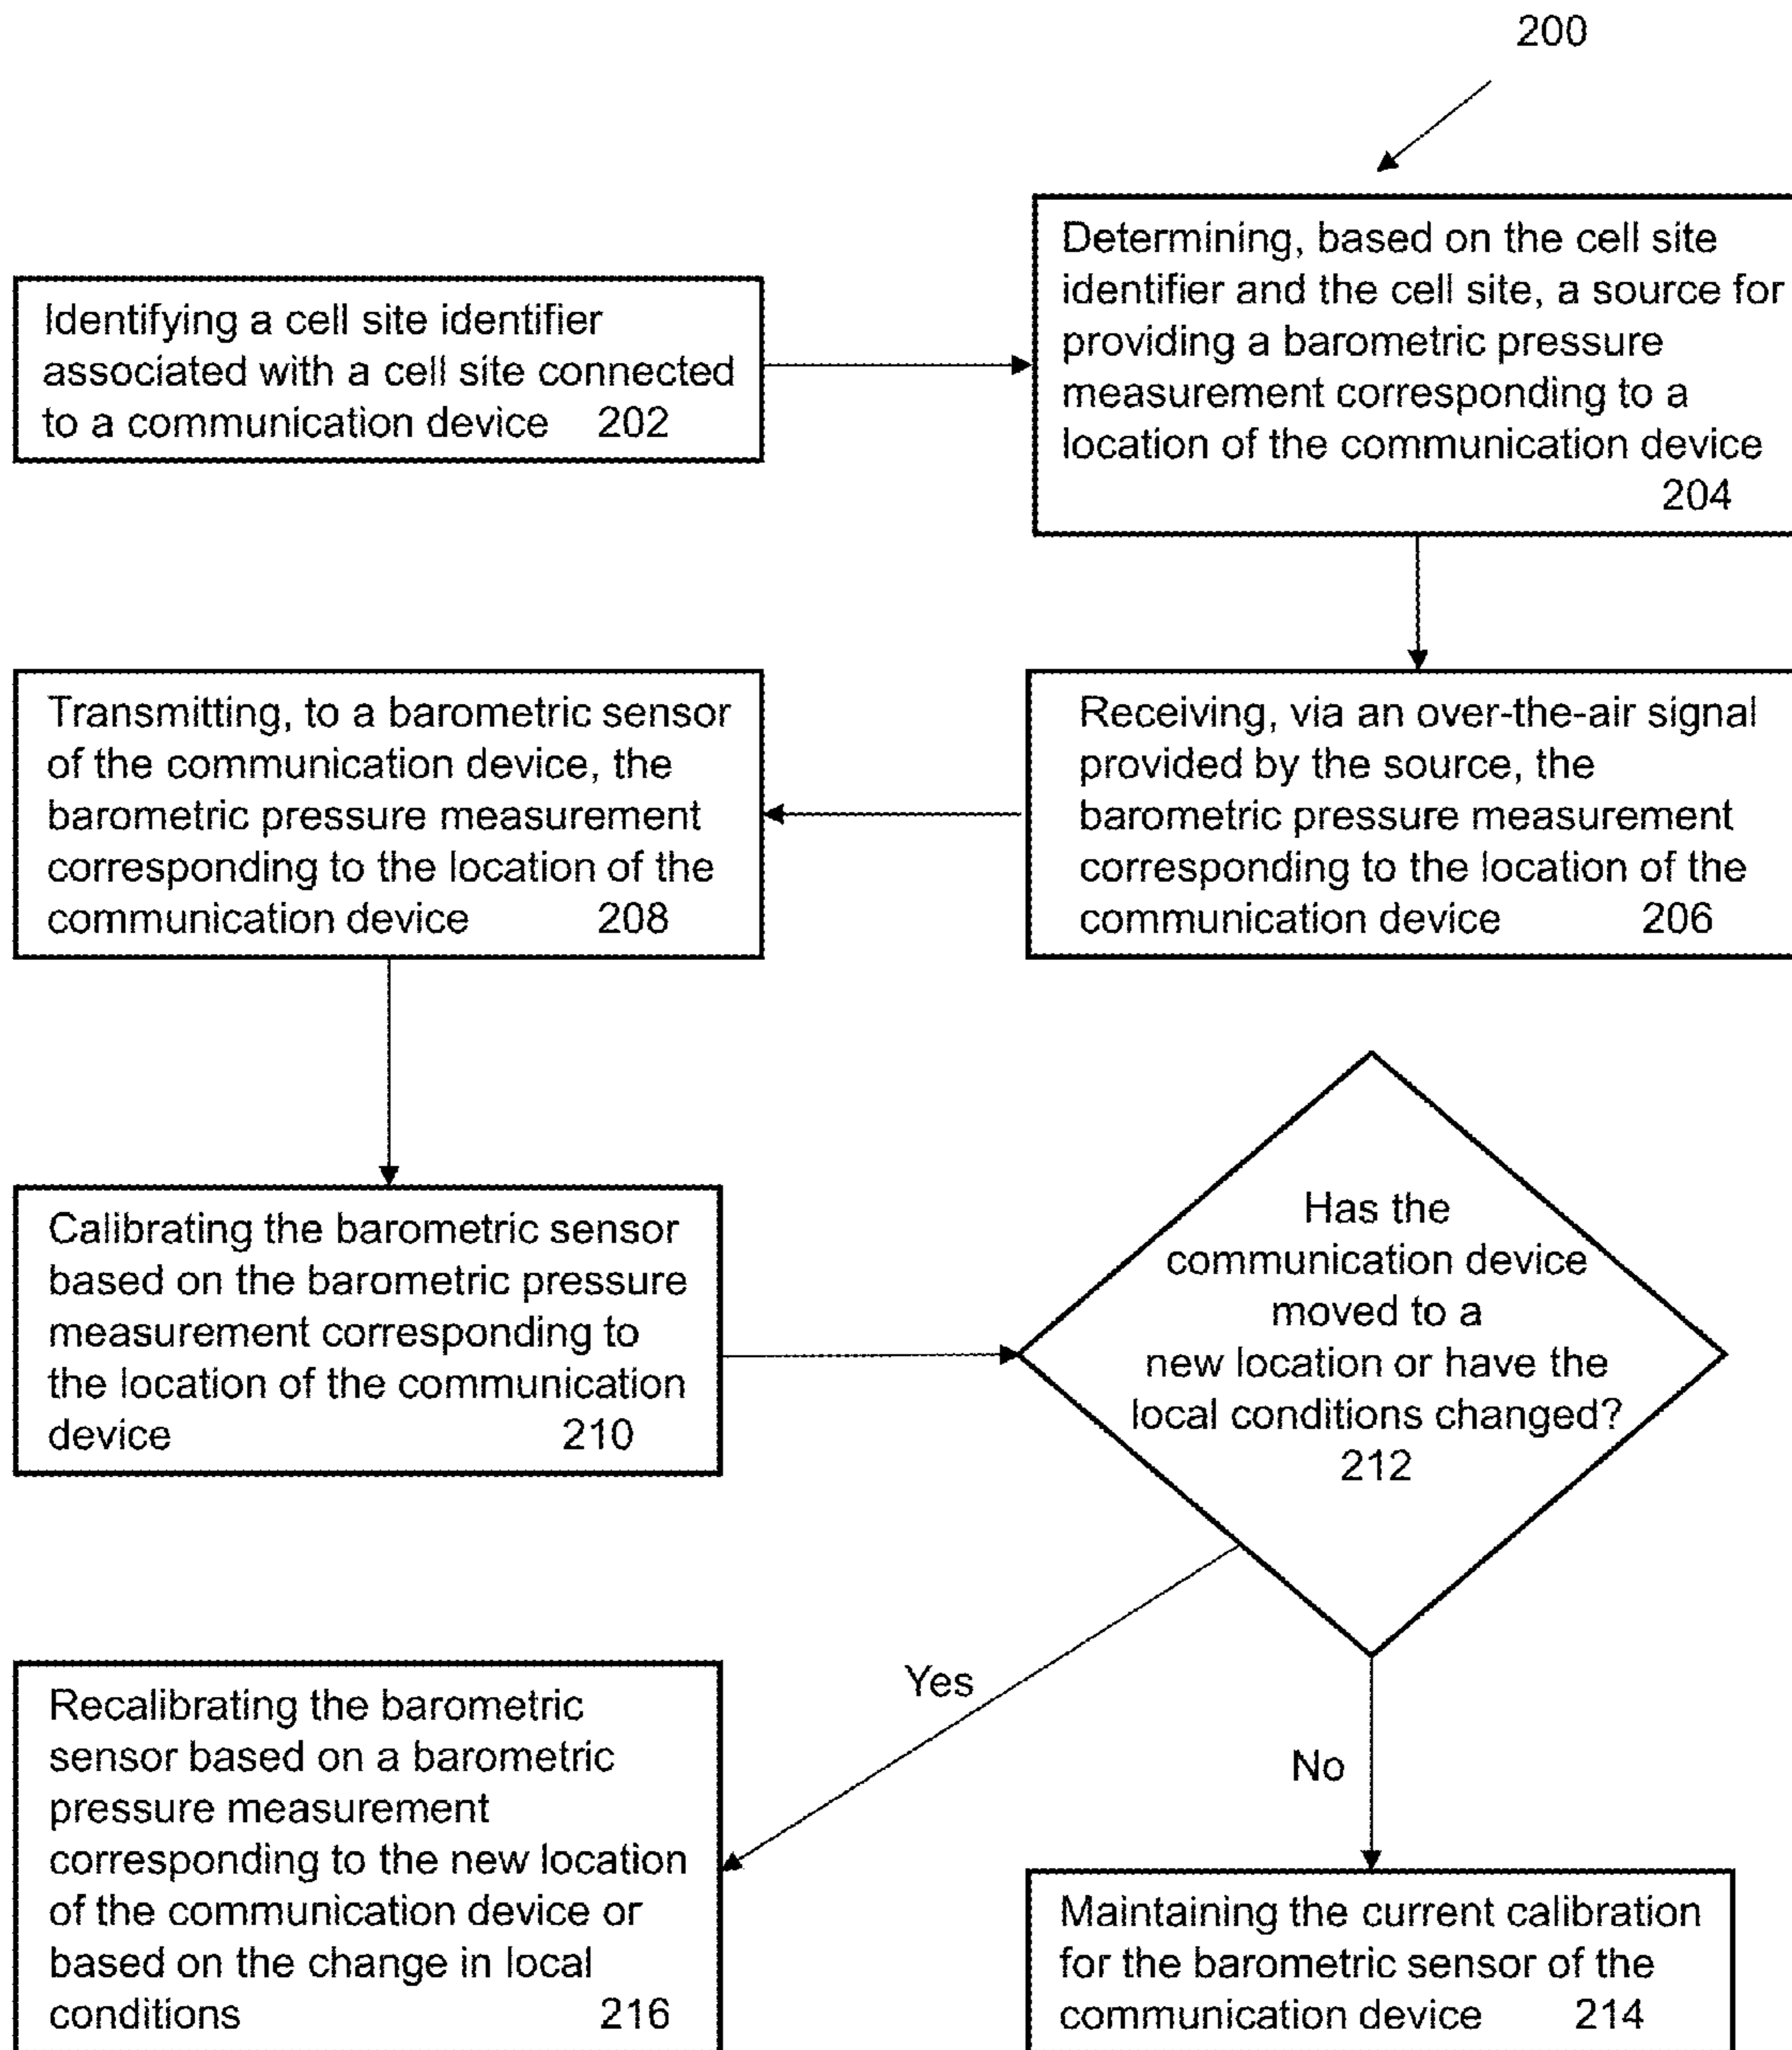 200
Identifying a cell site identifier
associated with a cell site connected
to a communication device 202
Determining, based on the cell site
identifier and the cell site, a source for
providing a barometric pressure
measurement corresponding to a
location of the communication device
204
Receiving, via an over-the-air signal
provided by the source, the
barometric pressure measurement
corresponding to the location of the
communication device 206
Transmitting, to a barometric sensor
of the communication device, the
barometric pressure measurement
corresponding to the location of the
communication device 208
Calibrating the barometric sensor
based on the barometric pressure
measurement corresponding to
the location of the communication
device 210
Has the
communication device
moved to a
new location or have the
local conditions changed?
212
Yes
No
Recalibrating the barometric
sensor based on a barometric
pressure measurement
corresponding to the new location
of the communication device or
based on the change in local
conditions 216
Maintaining the current calibration
for the barometric sensor of the
communication device 214